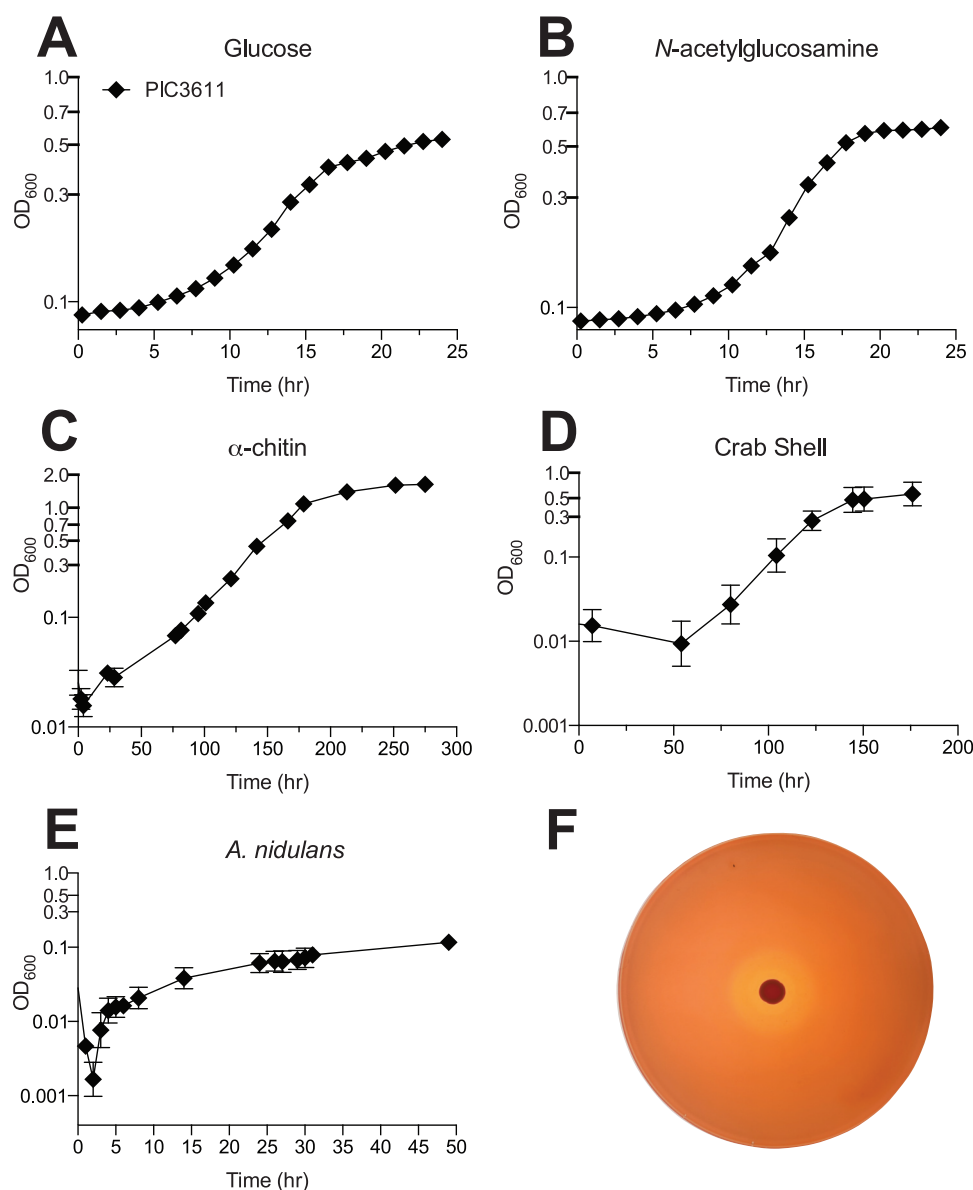 A
Glucose
PIC3611
OD600
1.0
0.7
0.5
0.3
0.1
0 5 10 15 20 25
Time (hr)
B
N-acetylglucosamine
OD600
1.0
0.7
0.5
0.3
0.1
0 5 10 15 20 25
Time (hr)
C
α-chitin
OD600
2.0
1.0
0.7
0.5
0.3
0.1
0.01
0 50 100 150 200 250 300
Time (hr)
D
Crab Shell
OD600
1.0
0.5
0.3
0.1
0.01
0.001
0 50 100 150 200
Time (hr)
E
A. nidulans
OD600
1.0
0.5
0.3
0.1
0.01
0.001
0 5 10 15 20 25 30 35 40 45 50
Time (hr)
F